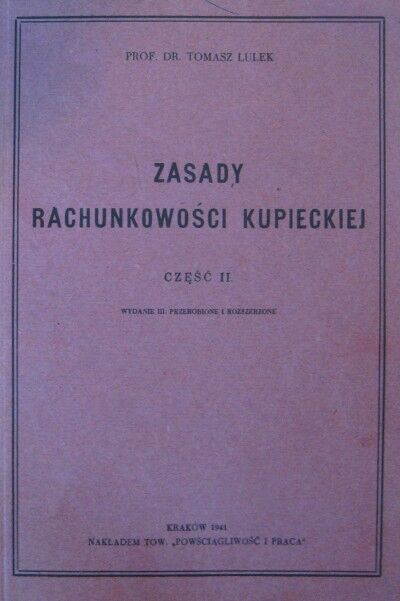 PROF. DR. TOMASZ LULEK
ZASADY
RACHUNKOWOŚCI KUPIECKIEJ
CZĘŚĆ II.
WYDANIE III. PRZEROBIONE I ROZSZERZONE
KRAKÓW 1941
NAKŁADEM TOW. „POWŚCIĄGLIWOŚĆ I PRACA"